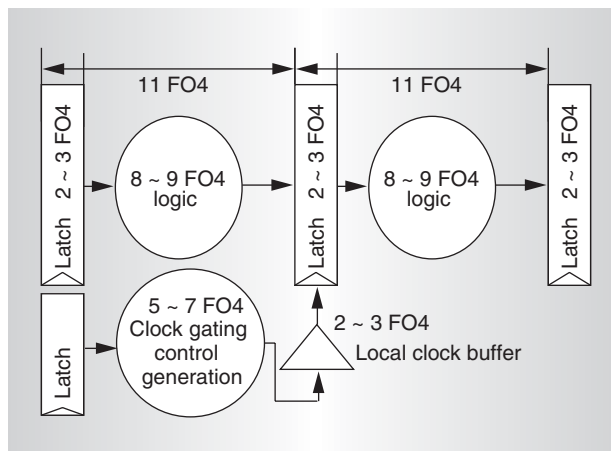 11 FO4
11 FO4
Latch 2 ~ 3 FO4
8 ~ 9 FO4
logic
Latch 2 ~ 3 FO4
8 ~ 9 FO4
logic
Latch 2 ~ 3 FO4
Latch
5 ~ 7 FO4
Clock gating
control
generation
2 ~ 3 FO4
Local clock buffer